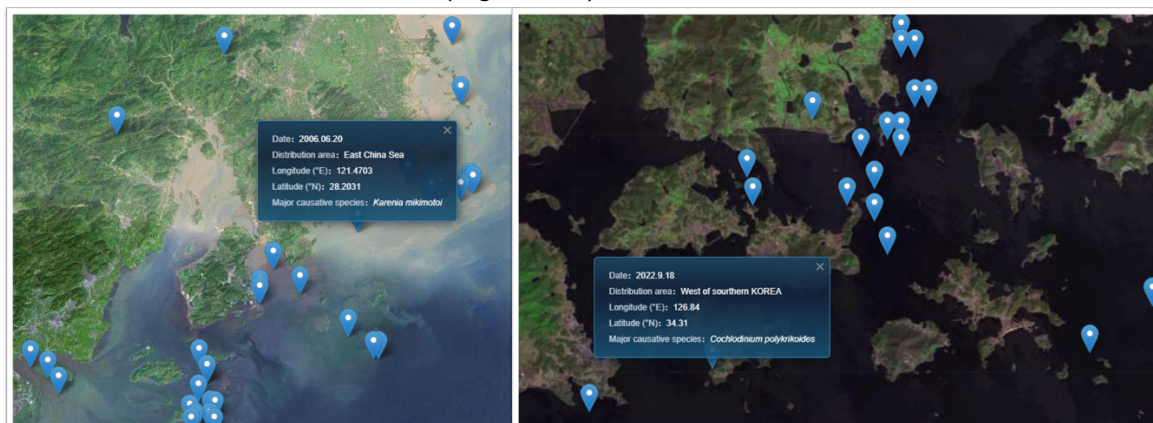 Date: 2006.06.20
Distribution area: East China Sea
Longitude (°E): 121.4703
Latitude (°N): 28.2031
Major causative species: Karenia mikimotoi
Date: 2022.9.18
Distribution area: West of sourthern KOREA
Longitude (°E): 126.84
Latitude (°N): 34.31
Major causative species: Cochlodinium polykrikoides